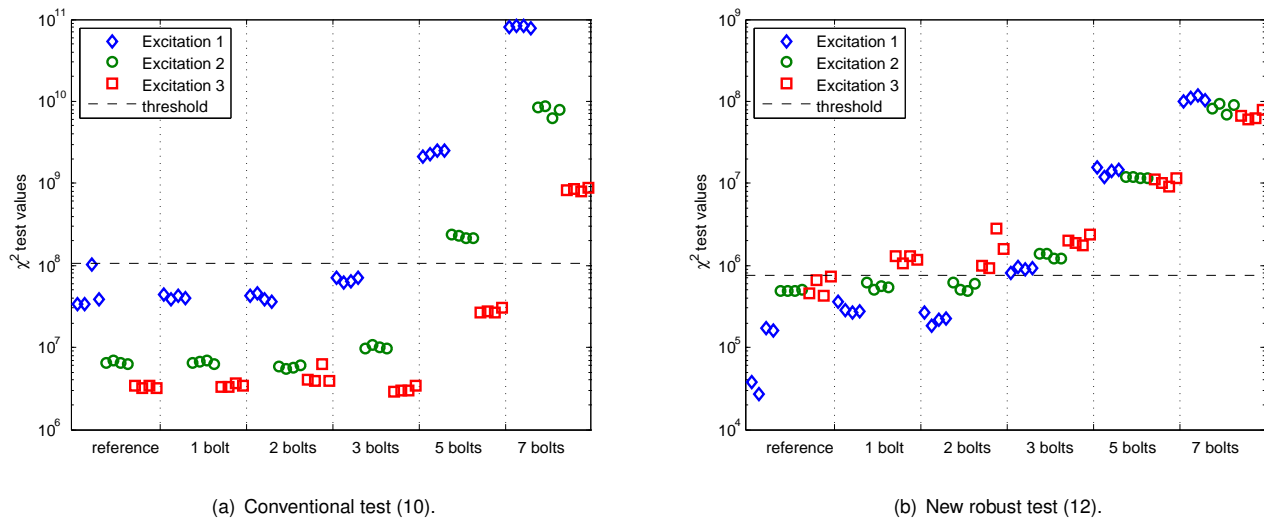 10^11
10^10
10^9
10^8
10^7
10^6
χ² test values
Excitation 1
Excitation 2
Excitation 3
threshold
reference 1 bolt 2 bolts 3 bolts 5 bolts 7 bolts
(a) Conventional test (10).
10^9
10^8
10^7
10^6
10^5
10^4
χ² test values
Excitation 1
Excitation 2
Excitation 3
threshold
reference 1 bolt 2 bolts 3 bolts 5 bolts 7 bolts
(b) New robust test (12).